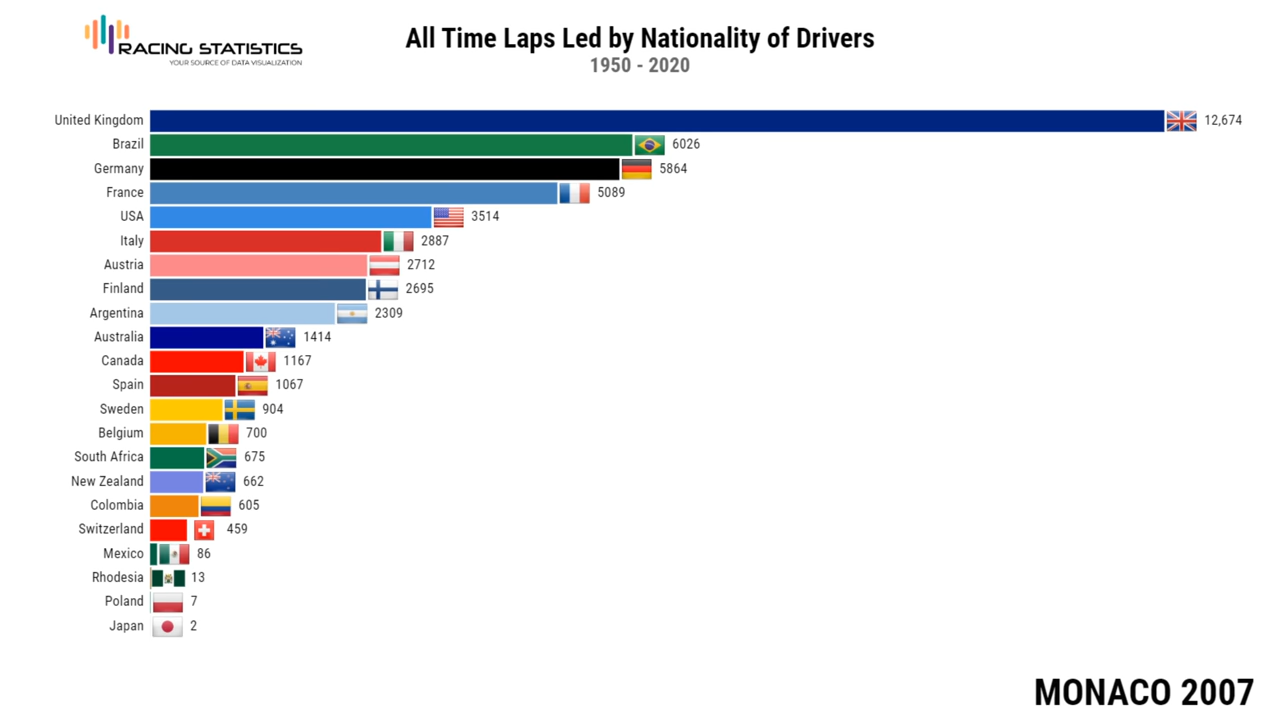 RACING STATISTICS
YOUR SOURCE OF DATA VISUALIZATION
All Time Laps Led by Nationality of Drivers
1950 - 2020
United Kingdom 12,674
Brazil 6026
Germany 5864
France 5089
USA 3514
Italy 2887
Austria 2712
Finland 2695
Argentina 2309
Australia 1414
Canada 1167
Spain 1067
Sweden 904
Belgium 700
South Africa 675
New Zealand 662
Colombia 605
Switzerland 459
Mexico 86
Rhodesia 13
Poland 7
Japan 2
MONACO 2007